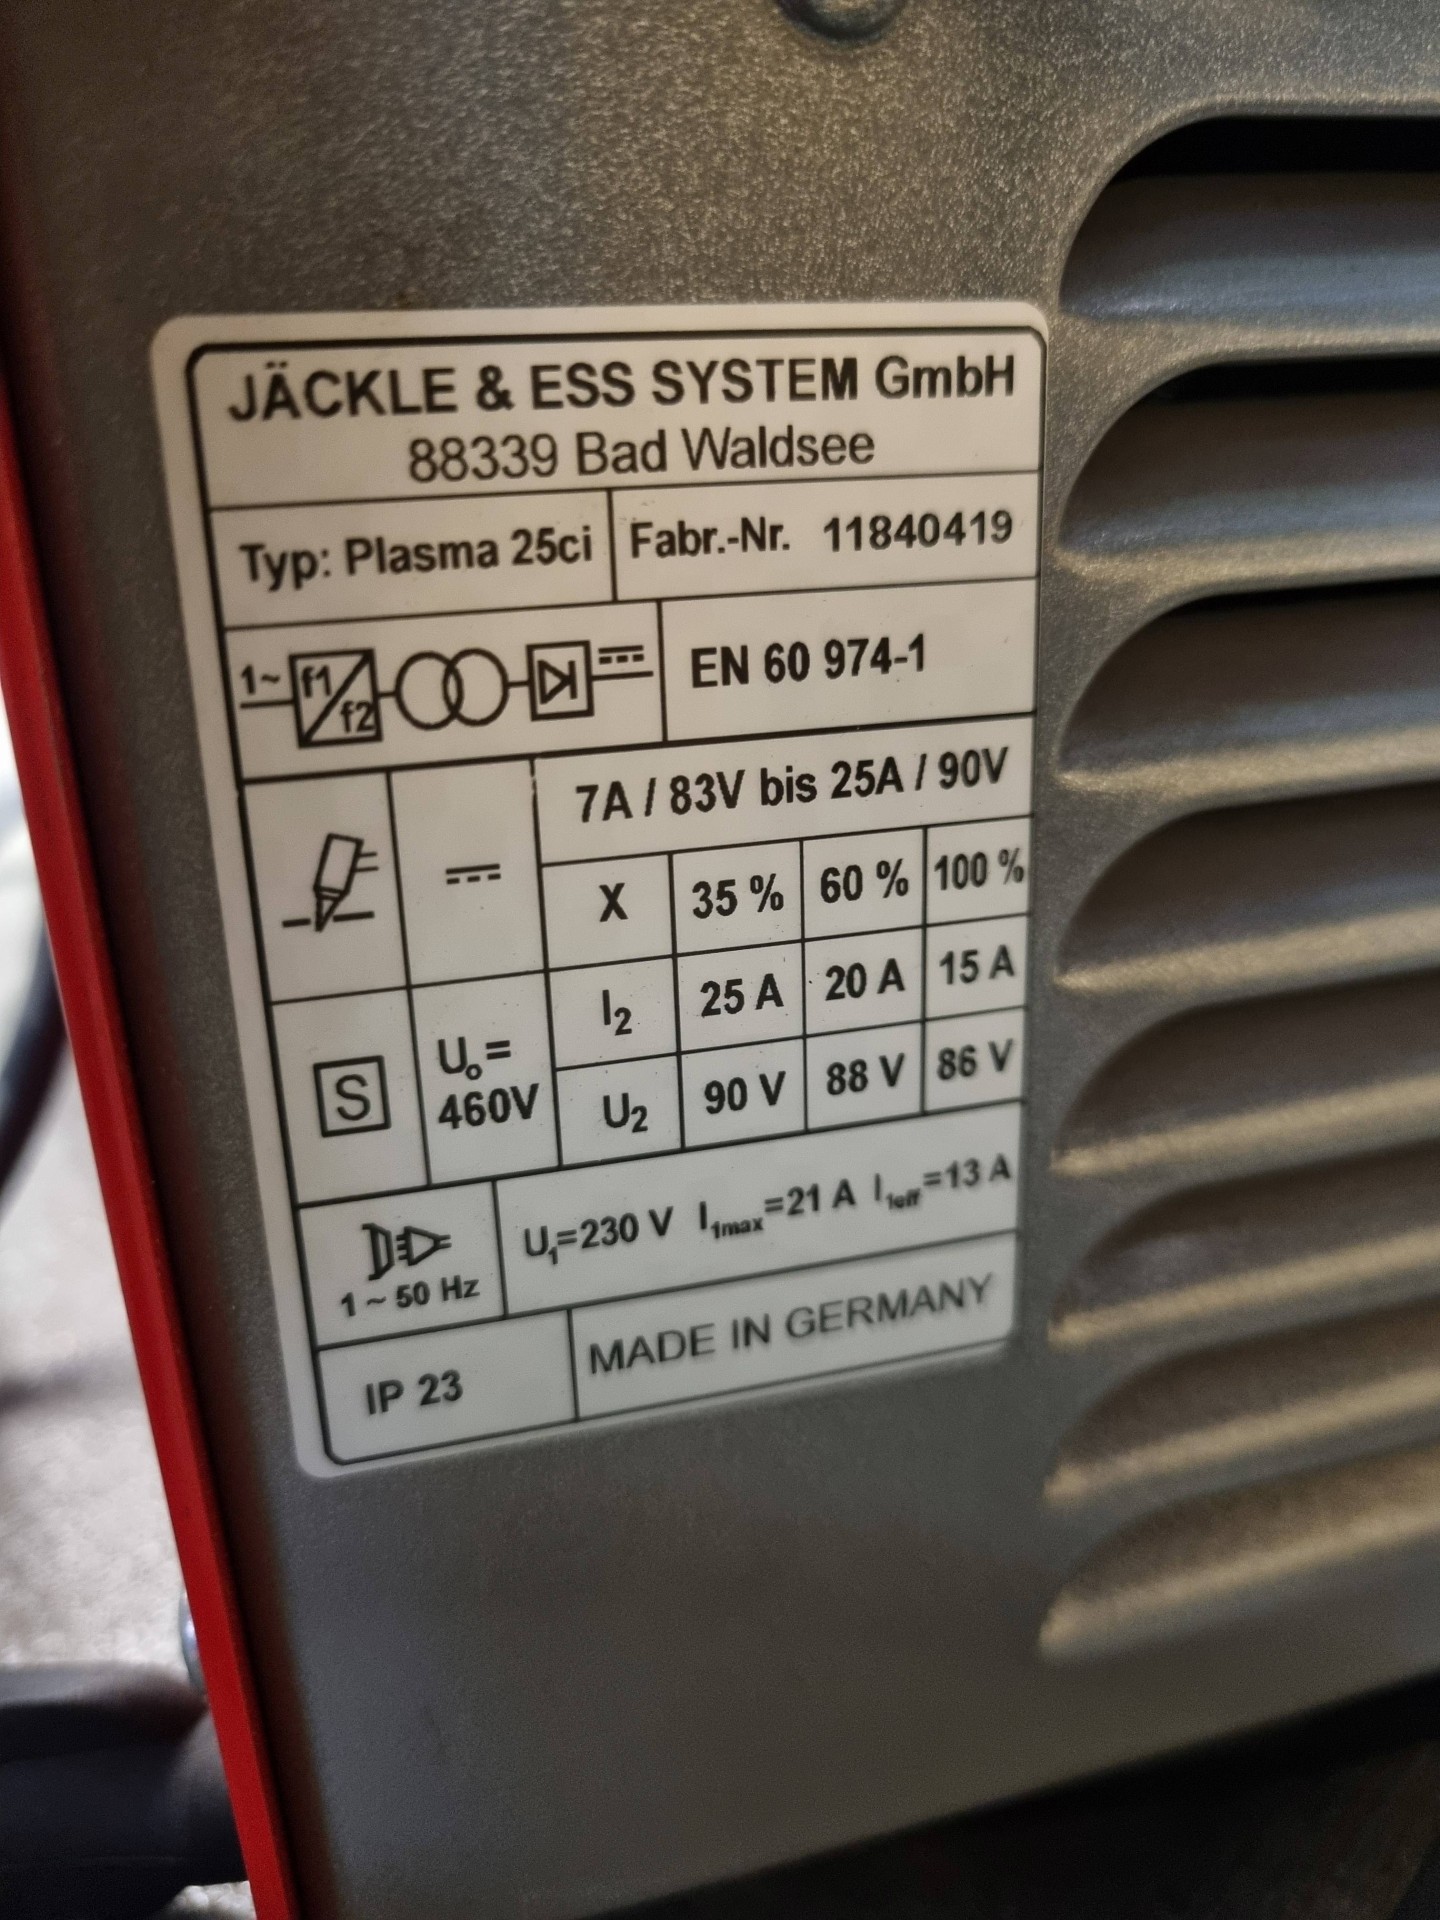 JÄCKLE & ESS SYSTEM GmbH
88339 Bad Waldsee
Typ: Plasma 25ci
Fabr.-Nr. 11840419
1~ f1/f2
EN 60 974-1
7A / 83V bis 25A / 90V
X 35 % 60 % 100 %
I2 25 A 20 A 15 A
S
U₀=
460V
U2 90 V 88 V 86 V
1 ~ 50 Hz
U1=230 V I1max=21 A I1eff=13 A
IP 23
MADE IN GERMANY